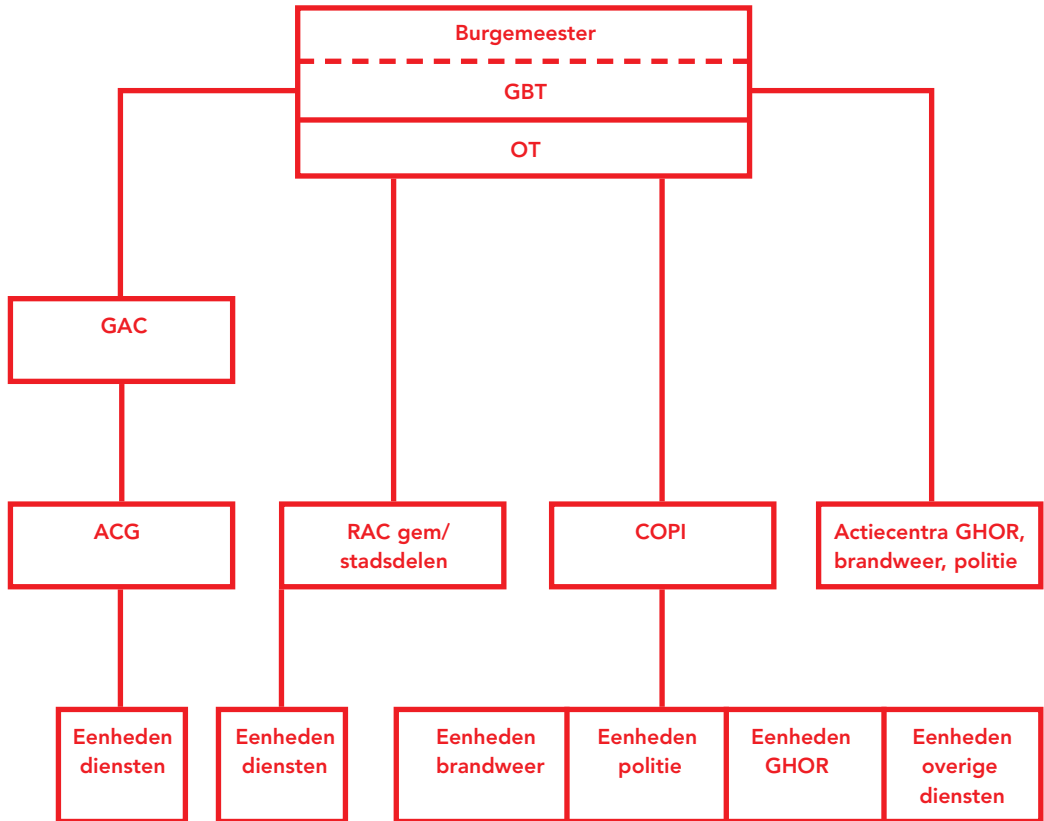 Burgemeester
GBT
OT
GAC
ACG
RAC gem/
stadsdelen
COPI
Actiecentra GHOR,
brandweer, politie
Eenheden
diensten
Eenheden
diensten
Eenheden
brandweer
Eenheden
politie
Eenheden
GHOR
Eenheden
overige
diensten